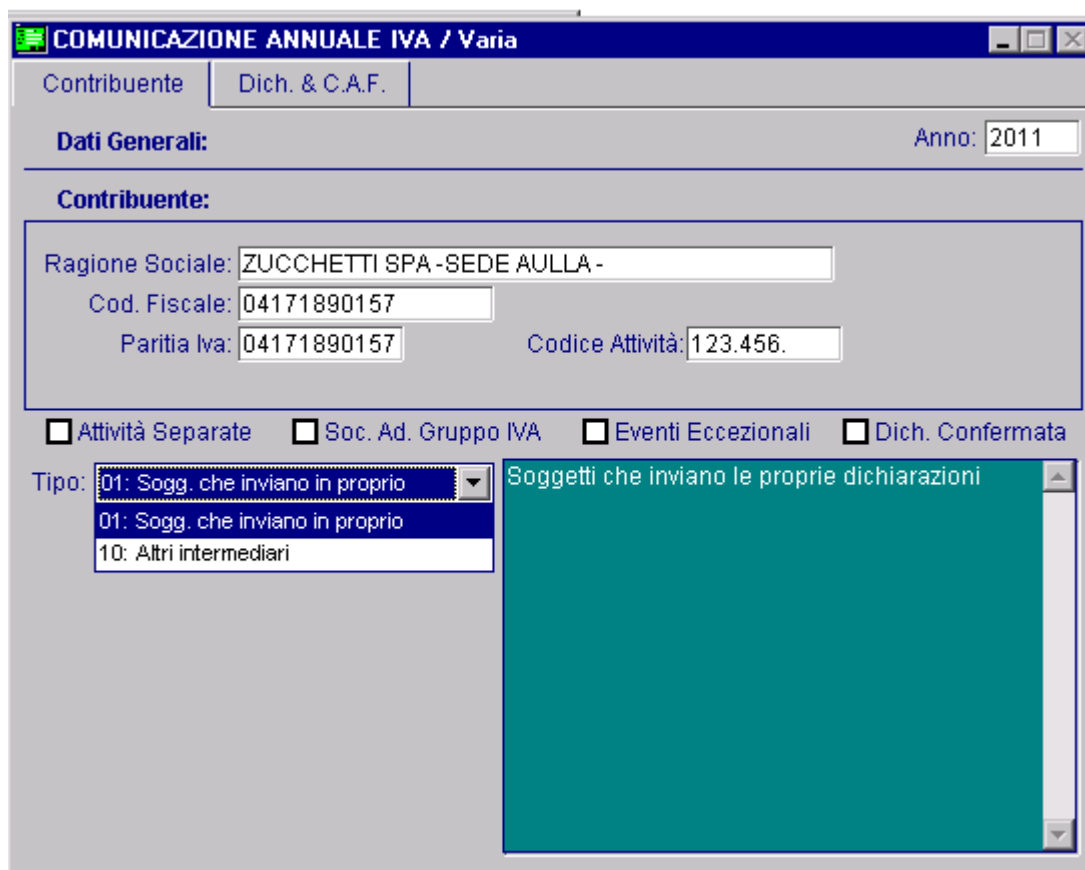 COMUNICAZIONE ANNUALE IVA / Varia
Contribuente Dich. & C.A.F.
Dati Generali: Anno: 2011
Contribuente:
Ragione Sociale: ZUCCHETTI SPA -SEDE AULLA -
Cod. Fiscale: 04171890157
Paritia Iva: 04171890157 Codice Attività: 123.456.
Attività Separate Soc. Ad. Gruppo IVA Eventi Eccezionali Dich. Confermata
Tipo: 01: Sogg. che inviano in proprio Soggetti che inviano le proprie dichiarazioni
01: Sogg. che inviano in proprio
10: Altri intermediari